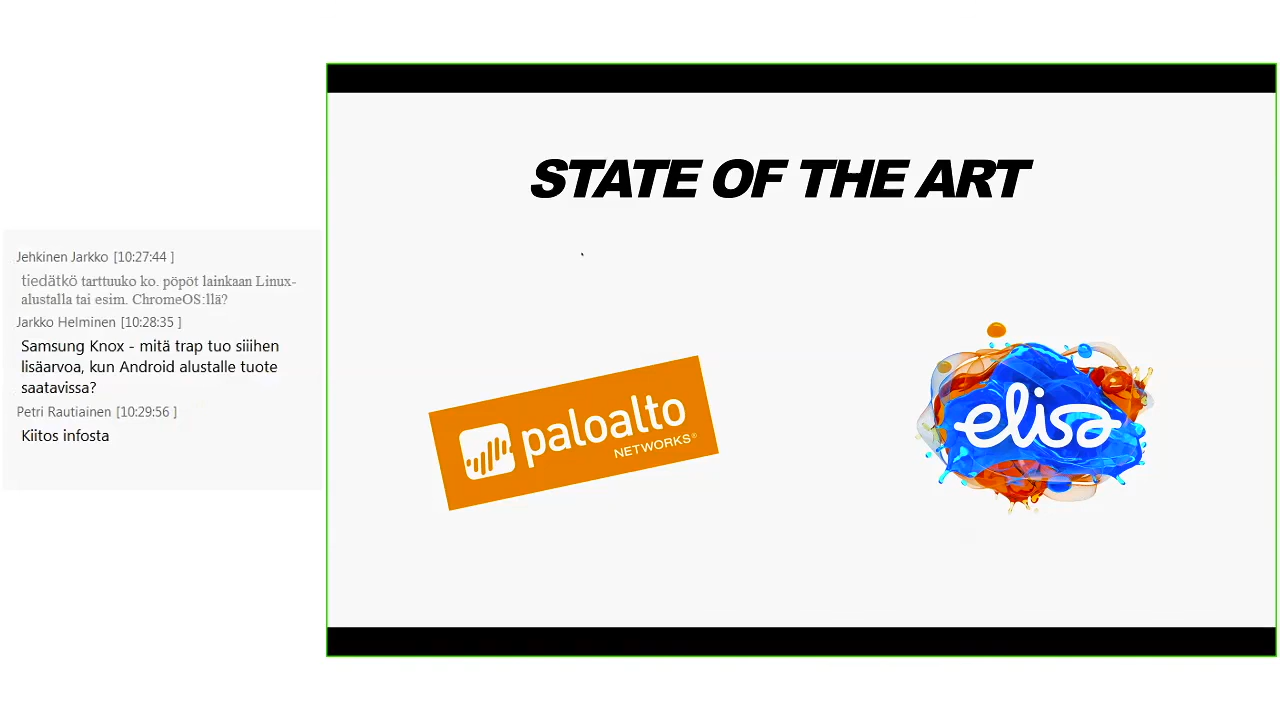 Jehkinen Jarkko [10:27:44 ]
tiedätkö tarttuuko ko. pöpöt lainkaan Linux-
alustalla tai esim. ChromeOS:llä?
Jarkko Helminen [10:28:35 ]
Samsung Knox - mitä trap tuo siiihen
lisäarvoa, kun Android alustalle tuote
saatavissa?
Petri Rautiainen [10:29:56 ]
Kiitos infosta
STATE OF THE ART
paloalto
NETWORKS®
elisa